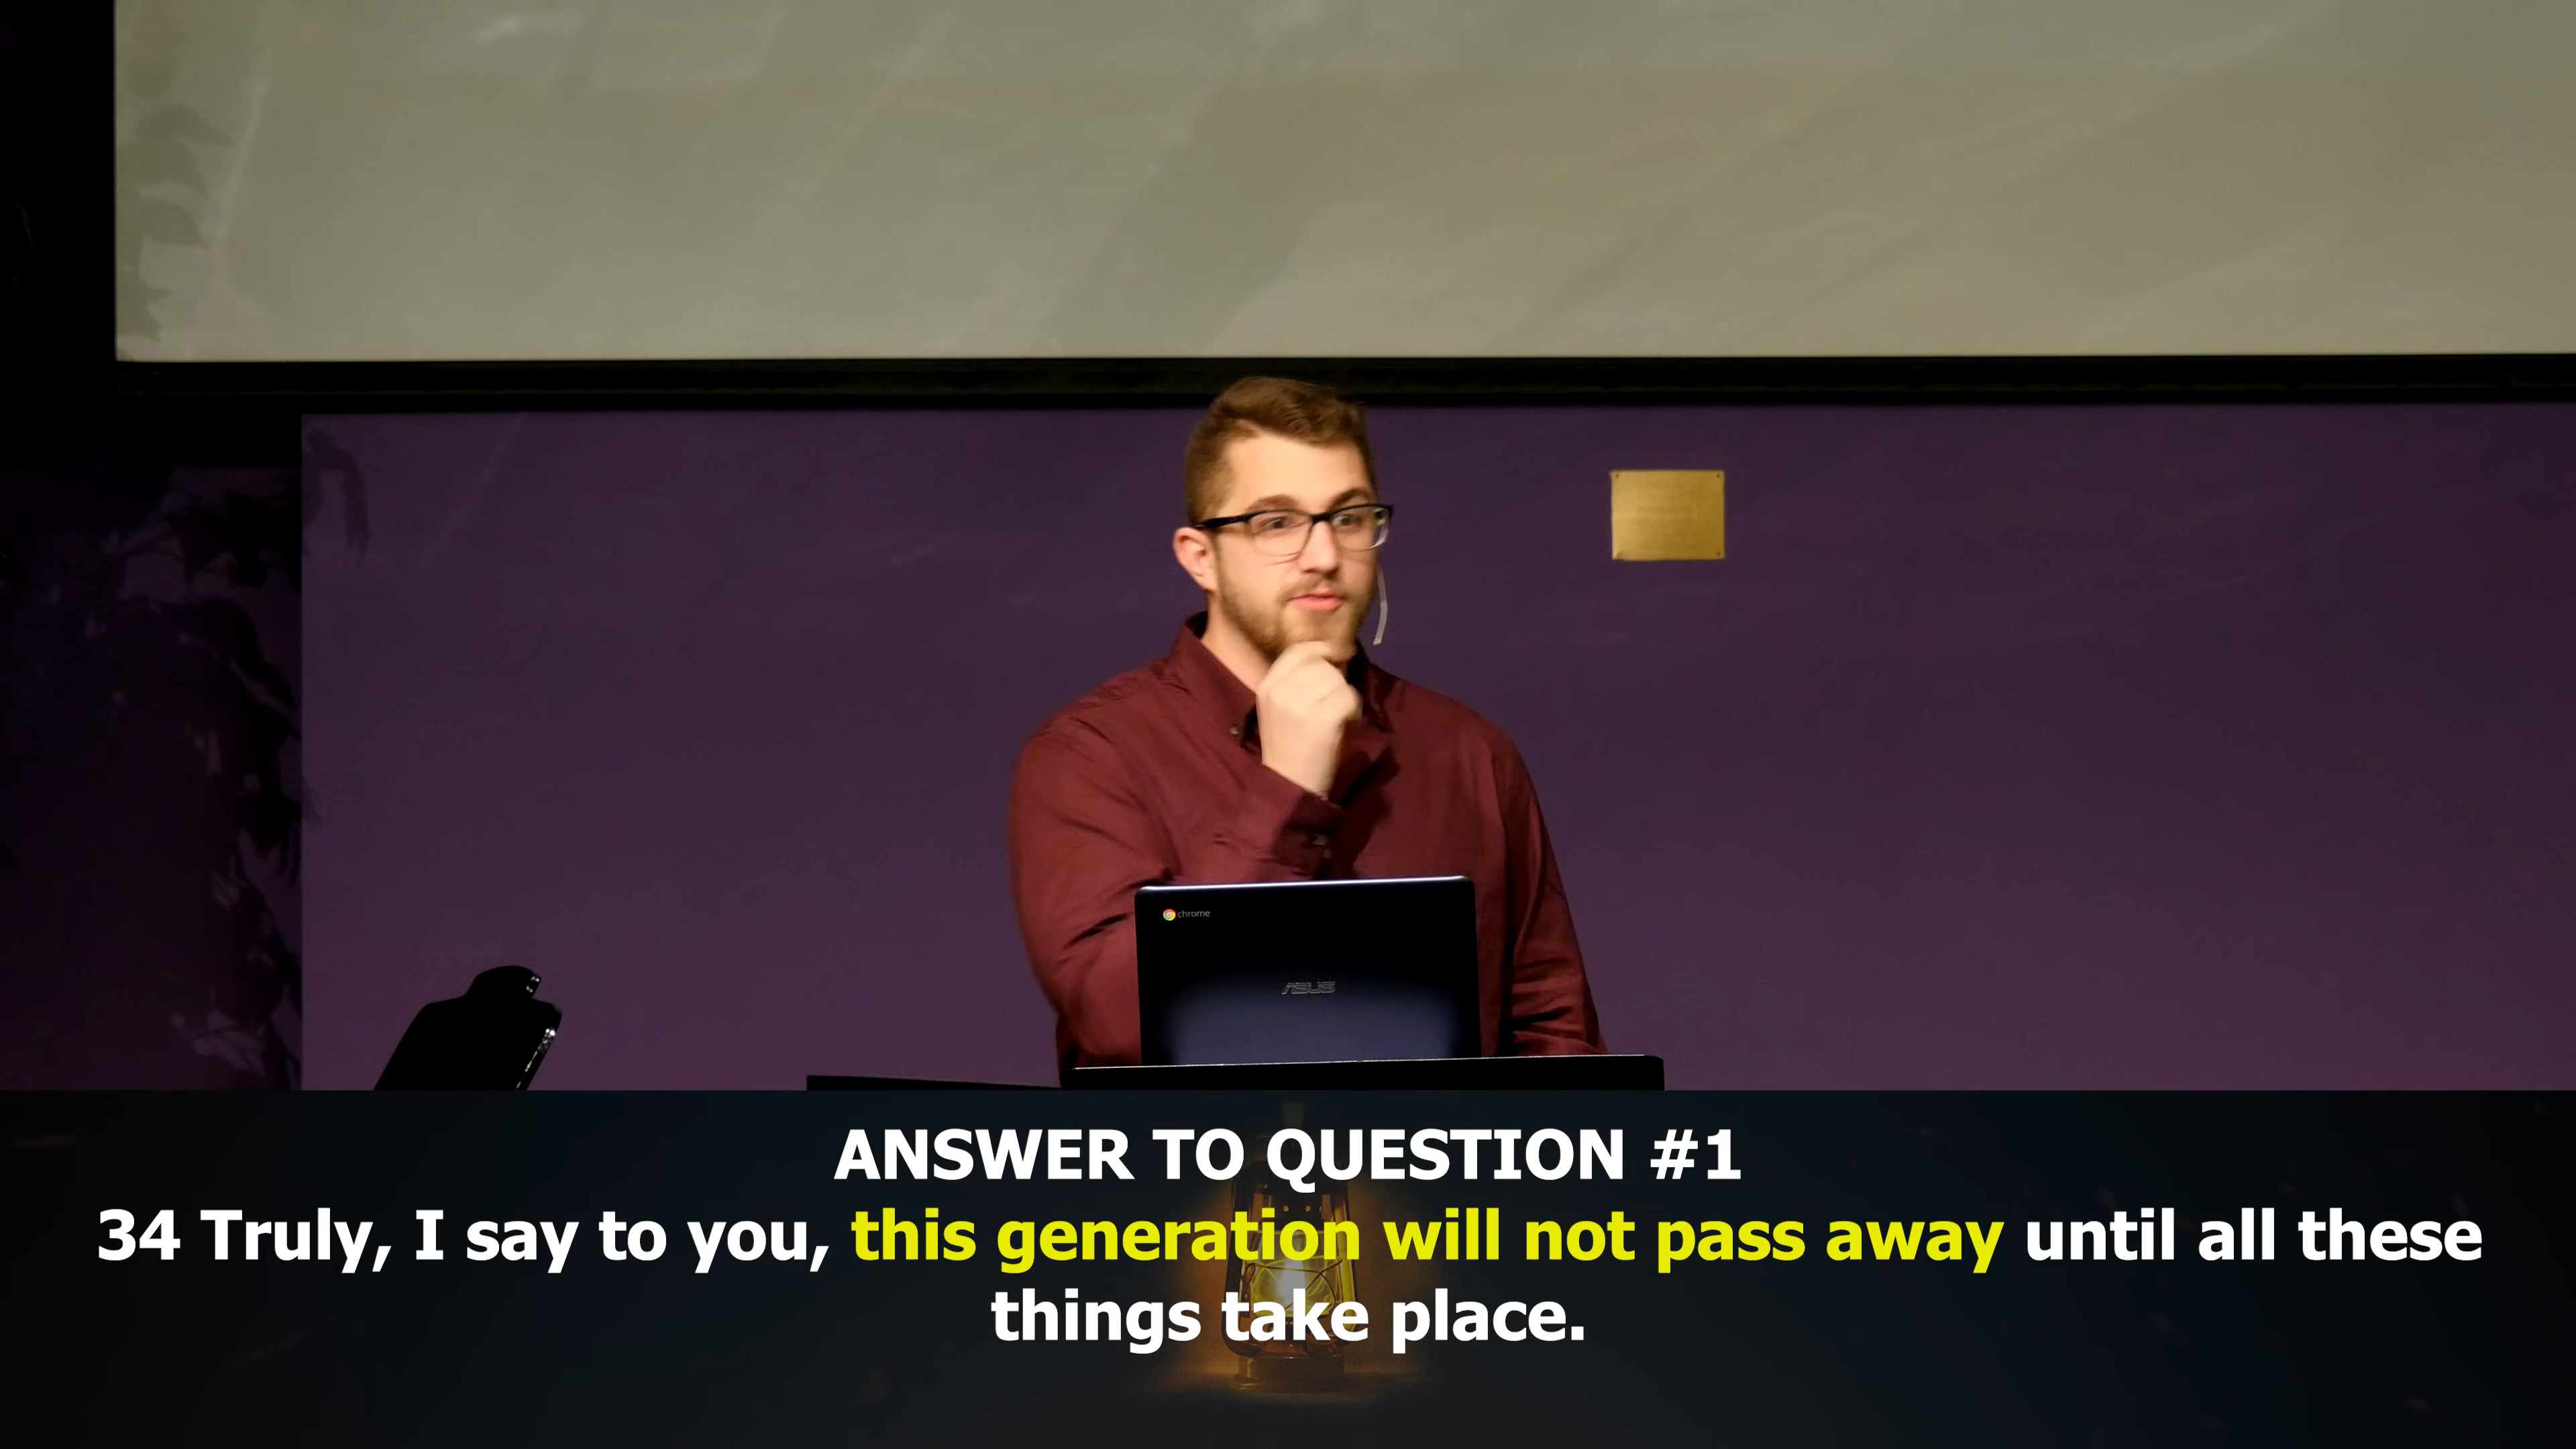 chrome
ASUS
ANSWER TO QUESTION #1
34 Truly, I say to you, this generation will not pass away until all these
things take place.